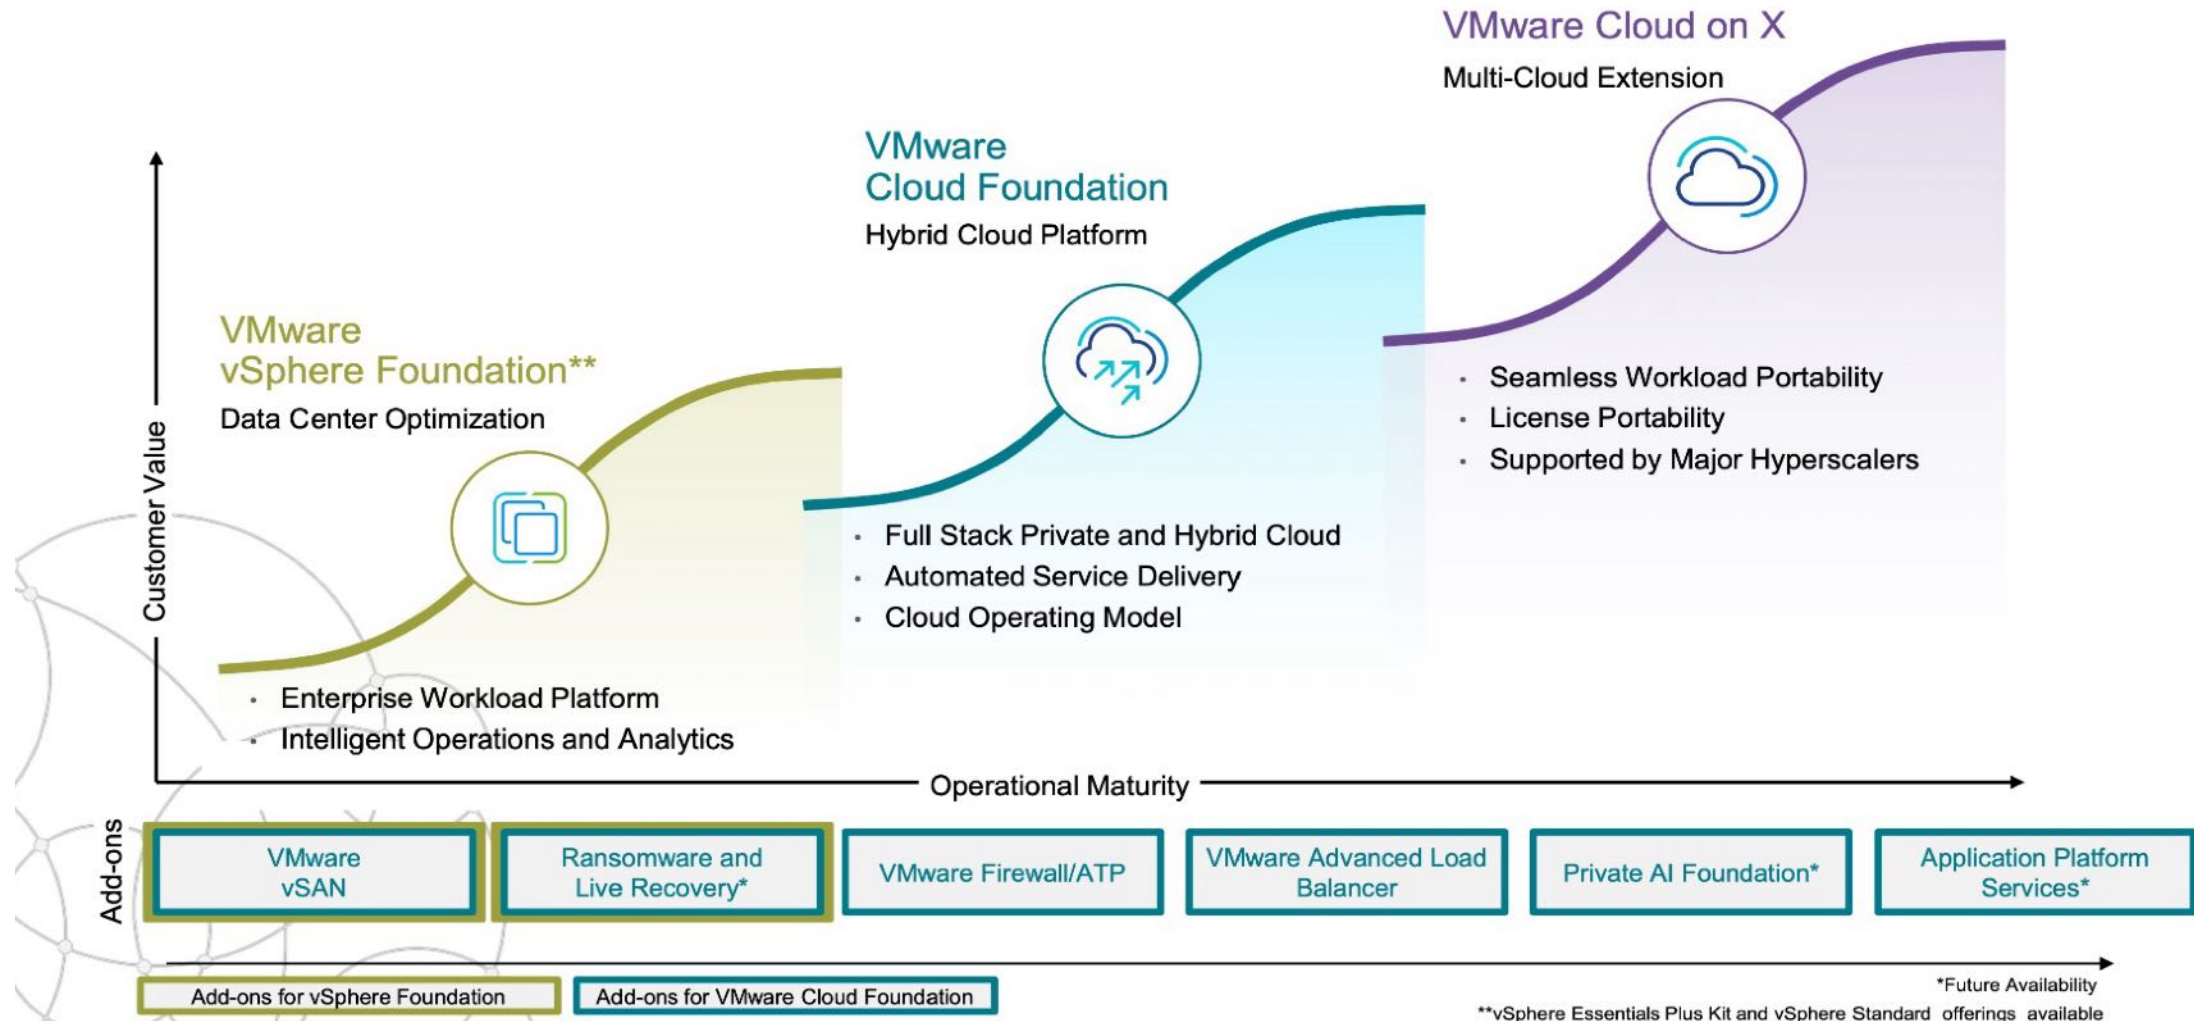 VMware Cloud on X
Multi-Cloud Extension
VMware
Cloud Foundation
Hybrid Cloud Platform
VMware
vSphere Foundation**
Data Center Optimization
Customer Value
• Seamless Workload Portability
• License Portability
• Supported by Major Hyperscalers
• Full Stack Private and Hybrid Cloud
• Automated Service Delivery
• Cloud Operating Model
• Enterprise Workload Platform
• Intelligent Operations and Analytics
Operational Maturity
Add-ons
VMware
vSAN
Ransomware and
Live Recovery*
VMware Firewall/ATP
VMware Advanced Load
Balancer
Private AI Foundation*
Application Platform
Services*
Add-ons for vSphere Foundation
Add-ons for VMware Cloud Foundation
*Future Availability
**vSphere Essentials Plus Kit and vSphere Standard offerings available